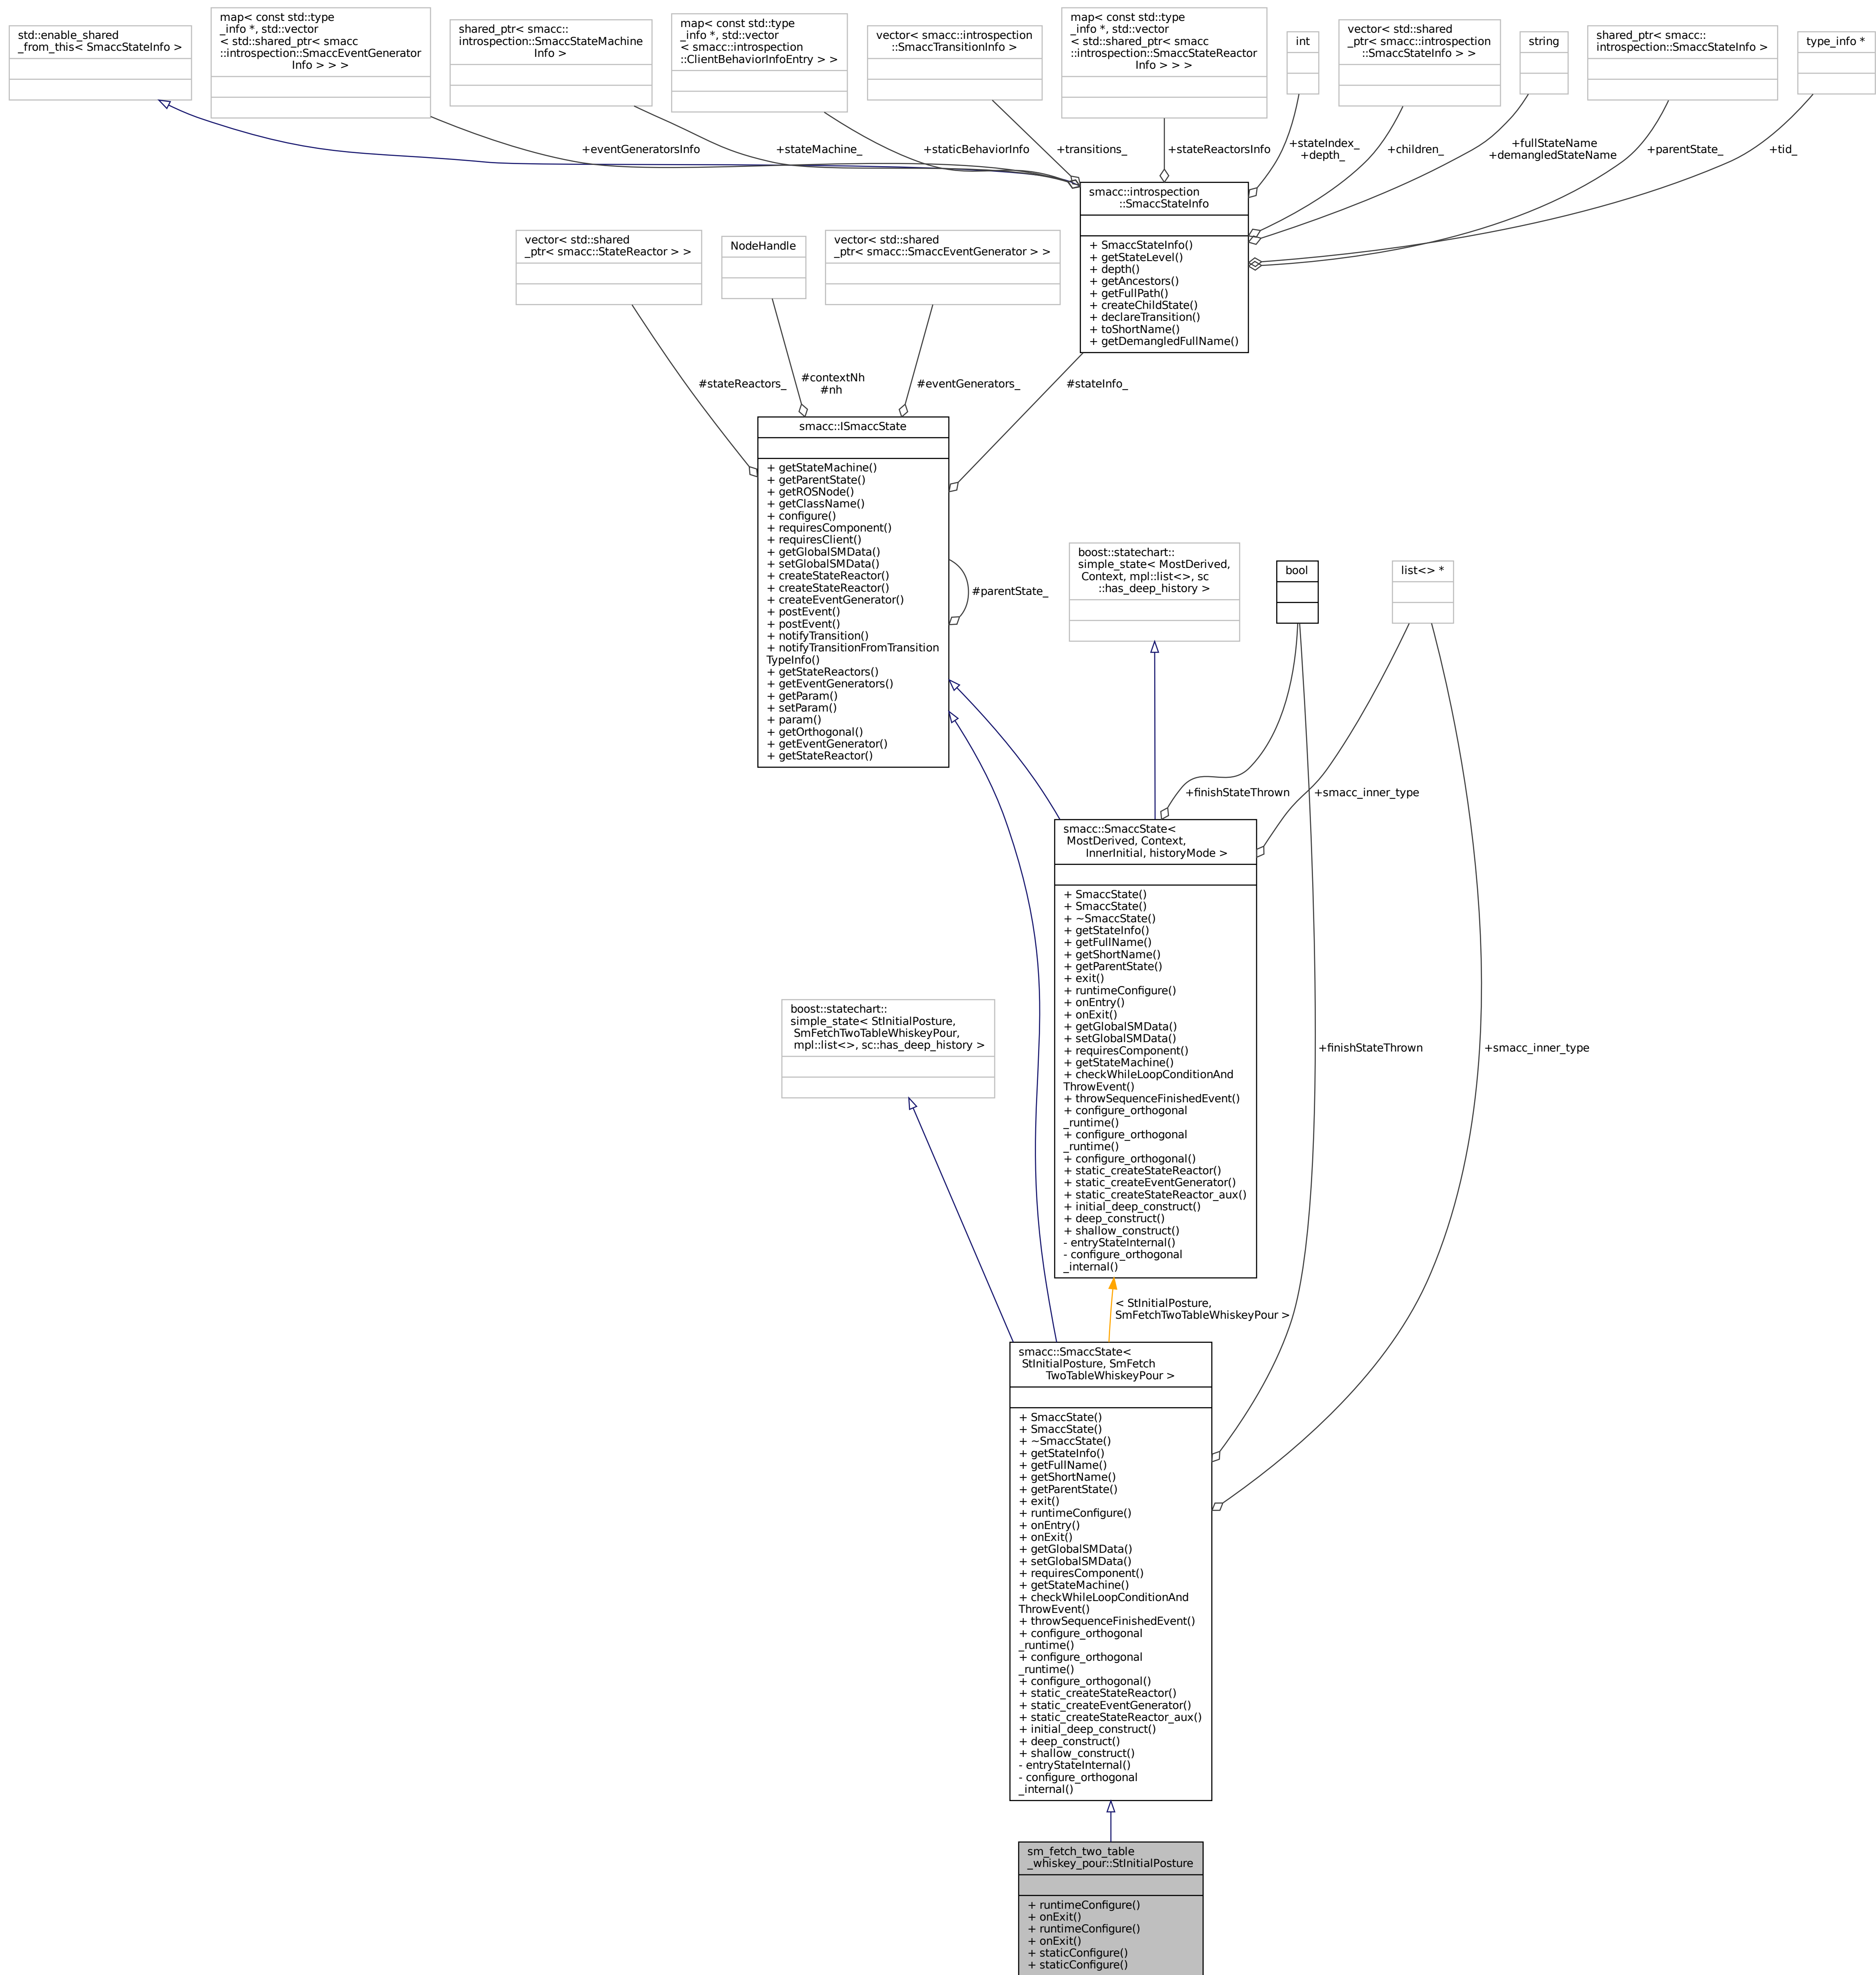 std::enable_shared
_from_this< SmaccStateInfo >
map< const std::type
_info *, std::vector
< std::shared_ptr< smacc
::introspection::SmaccEventGenerator
Info > > >
shared_ptr< smacc::
introspection::SmaccStateMachine
Info >
map< const std::type
_info *, std::vector
< smacc::introspection
::ClientBehaviorInfoEntry > >
vector< smacc::introspection
::SmaccTransitionInfo >
map< const std::type
_info *, std::vector
< std::shared_ptr< smacc
::introspection::SmaccStateReactor
Info > > >
int
vector< std::shared
_ptr< smacc::introspection
::SmaccStateInfo > >
string
shared_ptr< smacc::
introspection::SmaccStateInfo >
type_info *
+eventGeneratorsInfo
+stateMachine_
+staticBehaviorInfo
+transitions_
+stateReactorsInfo
+stateIndex_
+depth_
+children_
+fullStateName
+demangledStateName
+parentState_
+tid_
smacc::introspection
::SmaccStateInfo
+ SmaccStateInfo()
+ getStateLevel()
+ depth()
+ getAncestors()
+ getFullPath()
+ createChildState()
+ declareTransition()
+ toShortName()
+ getDemangledFullName()
vector< std::shared
_ptr< smacc::StateReactor > >
NodeHandle
vector< std::shared
_ptr< smacc::SmaccEventGenerator > >
#stateReactors_
#contextNh
#nh
#eventGenerators_
#stateInfo_
smacc::ISmaccState
+ getStateMachine()
+ getParentState()
+ getROSNode()
+ getClassName()
+ configure()
+ requiresComponent()
+ requiresClient()
+ getGlobalSMData()
+ setGlobalSMData()
+ createStateReactor()
+ createStateReactor()
+ createEventGenerator()
+ postEvent()
+ postEvent()
+ notifyTransition()
+ notifyTransitionFromTransition
TypeInfo()
+ getStateReactors()
+ getEventGenerators()
+ getParam()
+ setParam()
+ param()
+ getOrthogonal()
+ getEventGenerator()
+ getStateReactor()
#parentState_
boost::statechart::
simple_state< MostDerived,
Context, mpl::list<>, sc
::has_deep_history >
bool
list<> *
+finishStateThrown
+smacc_inner_type
smacc::SmaccState<
MostDerived, Context,
InnerInitial, historyMode >
+ SmaccState()
+ SmaccState()
+ ~SmaccState()
+ getStateInfo()
+ getFullName()
+ getShortName()
+ getParentState()
+ exit()
+ runtimeConfigure()
+ onEntry()
+ onExit()
+ getGlobalSMData()
+ setGlobalSMData()
+ requiresComponent()
+ getStateMachine()
+ checkWhileLoopConditionAnd
ThrowEvent()
+ throwSequenceFinishedEvent()
+ configure_orthogonal
_runtime()
+ configure_orthogonal
_runtime()
+ configure_orthogonal()
+ static_createStateReactor()
+ static_createEventGenerator()
+ static_createStateReactor_aux()
+ initial_deep_construct()
+ deep_construct()
+ shallow_construct()
- entryStateInternal()
- configure_orthogonal
_internal()
boost::statechart::
simple_state< StInitialPosture,
SmFetchTwoTableWhiskeyPour,
mpl::list<>, sc::has_deep_history >
+finishStateThrown
+smacc_inner_type
< StInitialPosture,
SmFetchTwoTableWhiskeyPour >
smacc::SmaccState<
StInitialPosture, SmFetch
TwoTableWhiskeyPour >
+ SmaccState()
+ SmaccState()
+ ~SmaccState()
+ getStateInfo()
+ getFullName()
+ getShortName()
+ getParentState()
+ exit()
+ runtimeConfigure()
+ onEntry()
+ onExit()
+ getGlobalSMData()
+ setGlobalSMData()
+ requiresComponent()
+ getStateMachine()
+ checkWhileLoopConditionAnd
ThrowEvent()
+ throwSequenceFinishedEvent()
+ configure_orthogonal
_runtime()
+ configure_orthogonal
_runtime()
+ configure_orthogonal()
+ static_createStateReactor()
+ static_createEventGenerator()
+ static_createStateReactor_aux()
+ initial_deep_construct()
+ deep_construct()
+ shallow_construct()
- entryStateInternal()
- configure_orthogonal
_internal()
sm_fetch_two_table
_whiskey_pour::StInitialPosture
+ runtimeConfigure()
+ onExit()
+ runtimeConfigure()
+ onExit()
+ staticConfigure()
+ staticConfigure()